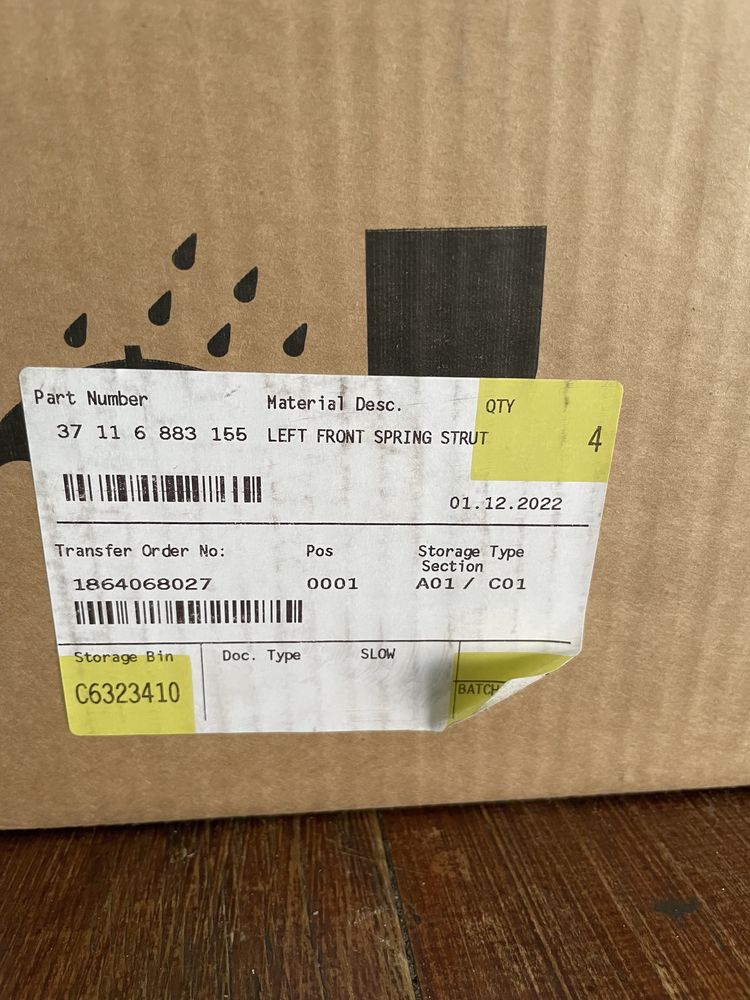 Part Number Material Desc. QTY
37 11 6 883 155 LEFT FRONT SPRING STRUT 4
01.12.2022
Transfer Order No: Pos Storage Type
Section
1864068027 0001 A01 / C01
Storage Bin Doc. Type SLOW
C6323410 BATCH